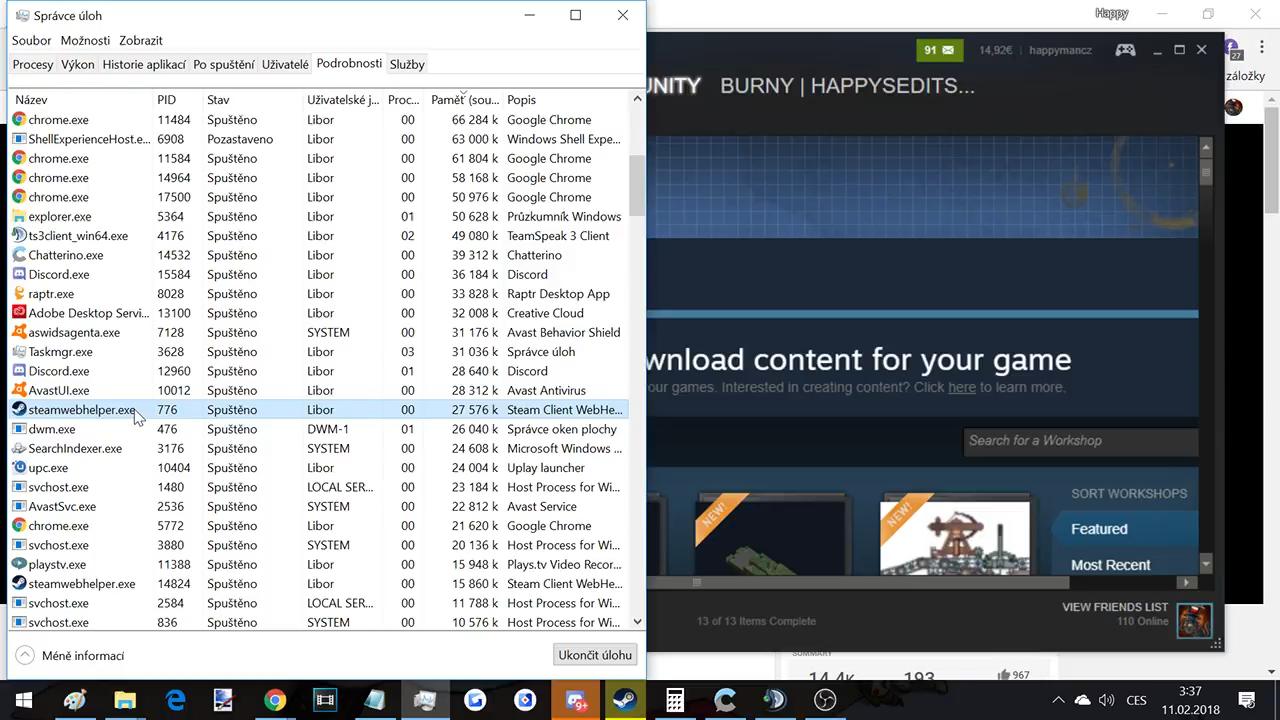 Správce úloh
Soubor Možnosti Zobrazit
Procesy Výkon Historie aplikací Po spuštění Uživatelé Podrobnosti Služby
Název PID Stav Uživatelské j... Proc... Paměť (sou... Popis
chrome.exe 11484 Spuštěno Libor 00 66 284 k Google Chrome
ShellExperienceHost.e... 6908 Pozastaveno Libor 00 63 000 k Windows Shell Expe...
chrome.exe 11584 Spuštěno Libor 00 61 804 k Google Chrome
chrome.exe 14964 Spuštěno Libor 00 58 168 k Google Chrome
chrome.exe 17500 Spuštěno Libor 00 50 976 k Google Chrome
explorer.exe 5364 Spuštěno Libor 01 50 628 k Průzkumník Windows
ts3client_win64.exe 4176 Spuštěno Libor 02 49 080 k TeamSpeak 3 Client
Chatterino.exe 14532 Spuštěno Libor 00 39 312 k Chatterino
Discord.exe 15584 Spuštěno Libor 00 36 184 k Discord
raptr.exe 8028 Spuštěno Libor 00 33 828 k Raptr Desktop App
Adobe Desktop Servi... 13100 Spuštěno Libor 00 32 008 k Creative Cloud
aswidsagenta.exe 7128 Spuštěno SYSTEM 00 31 176 k Avast Behavior Shield
Taskmgr.exe 3628 Spuštěno Libor 03 31 036 k Správce úloh
Discord.exe 12960 Spuštěno Libor 01 28 640 k Discord
AvastUI.exe 10012 Spuštěno Libor 00 28 312 k Avast Antivirus
steamwebhelper.exe 776 Spuštěno Libor 00 27 576 k Steam Client WebHe...
dwm.exe 476 Spuštěno DWM-1 01 26 040 k Správce oken plochy
SearchIndexer.exe 3176 Spuštěno SYSTEM 00 24 608 k Microsoft Windows ...
upc.exe 10404 Spuštěno Libor 00 24 004 k Uplay launcher
svchost.exe 1480 Spuštěno LOCAL SER... 00 23 184 k Host Process for Wi...
AvastSvc.exe 2536 Spuštěno SYSTEM 00 22 812 k Avast Service
chrome.exe 5772 Spuštěno Libor 00 21 620 k Google Chrome
svchost.exe 3880 Spuštěno SYSTEM 00 20 136 k Host Process for Wi...
playstv.exe 11388 Spuštěno Libor 00 15 948 k Plays.tv Video Recor...
steamwebhelper.exe 14824 Spuštěno Libor 00 15 860 k Steam Client WebHe...
svchost.exe 2584 Spuštěno LOCAL SER... 00 11 788 k Host Process for Wi...
svchost.exe 836 Spuštěno SYSTEM 00 10 576 k Host Process for Wi...
Méně informací Ukončit úlohu
Happy
91 14,92€ happymancz
27
UNITY BURNY | HAPPYSEDITS...
záložky
wnload content for your game
our games. Interested in creating content? Click here to learn more.
Search for a Workshop
NEW! NEW!
SORT WORKSHOPS
Featured
Most Recent
13 of 13 Items Complete
VIEW FRIENDS LIST
110 Online
SUMMARY
14.4K 193 967
9+
CES
3:37
11.02.2018